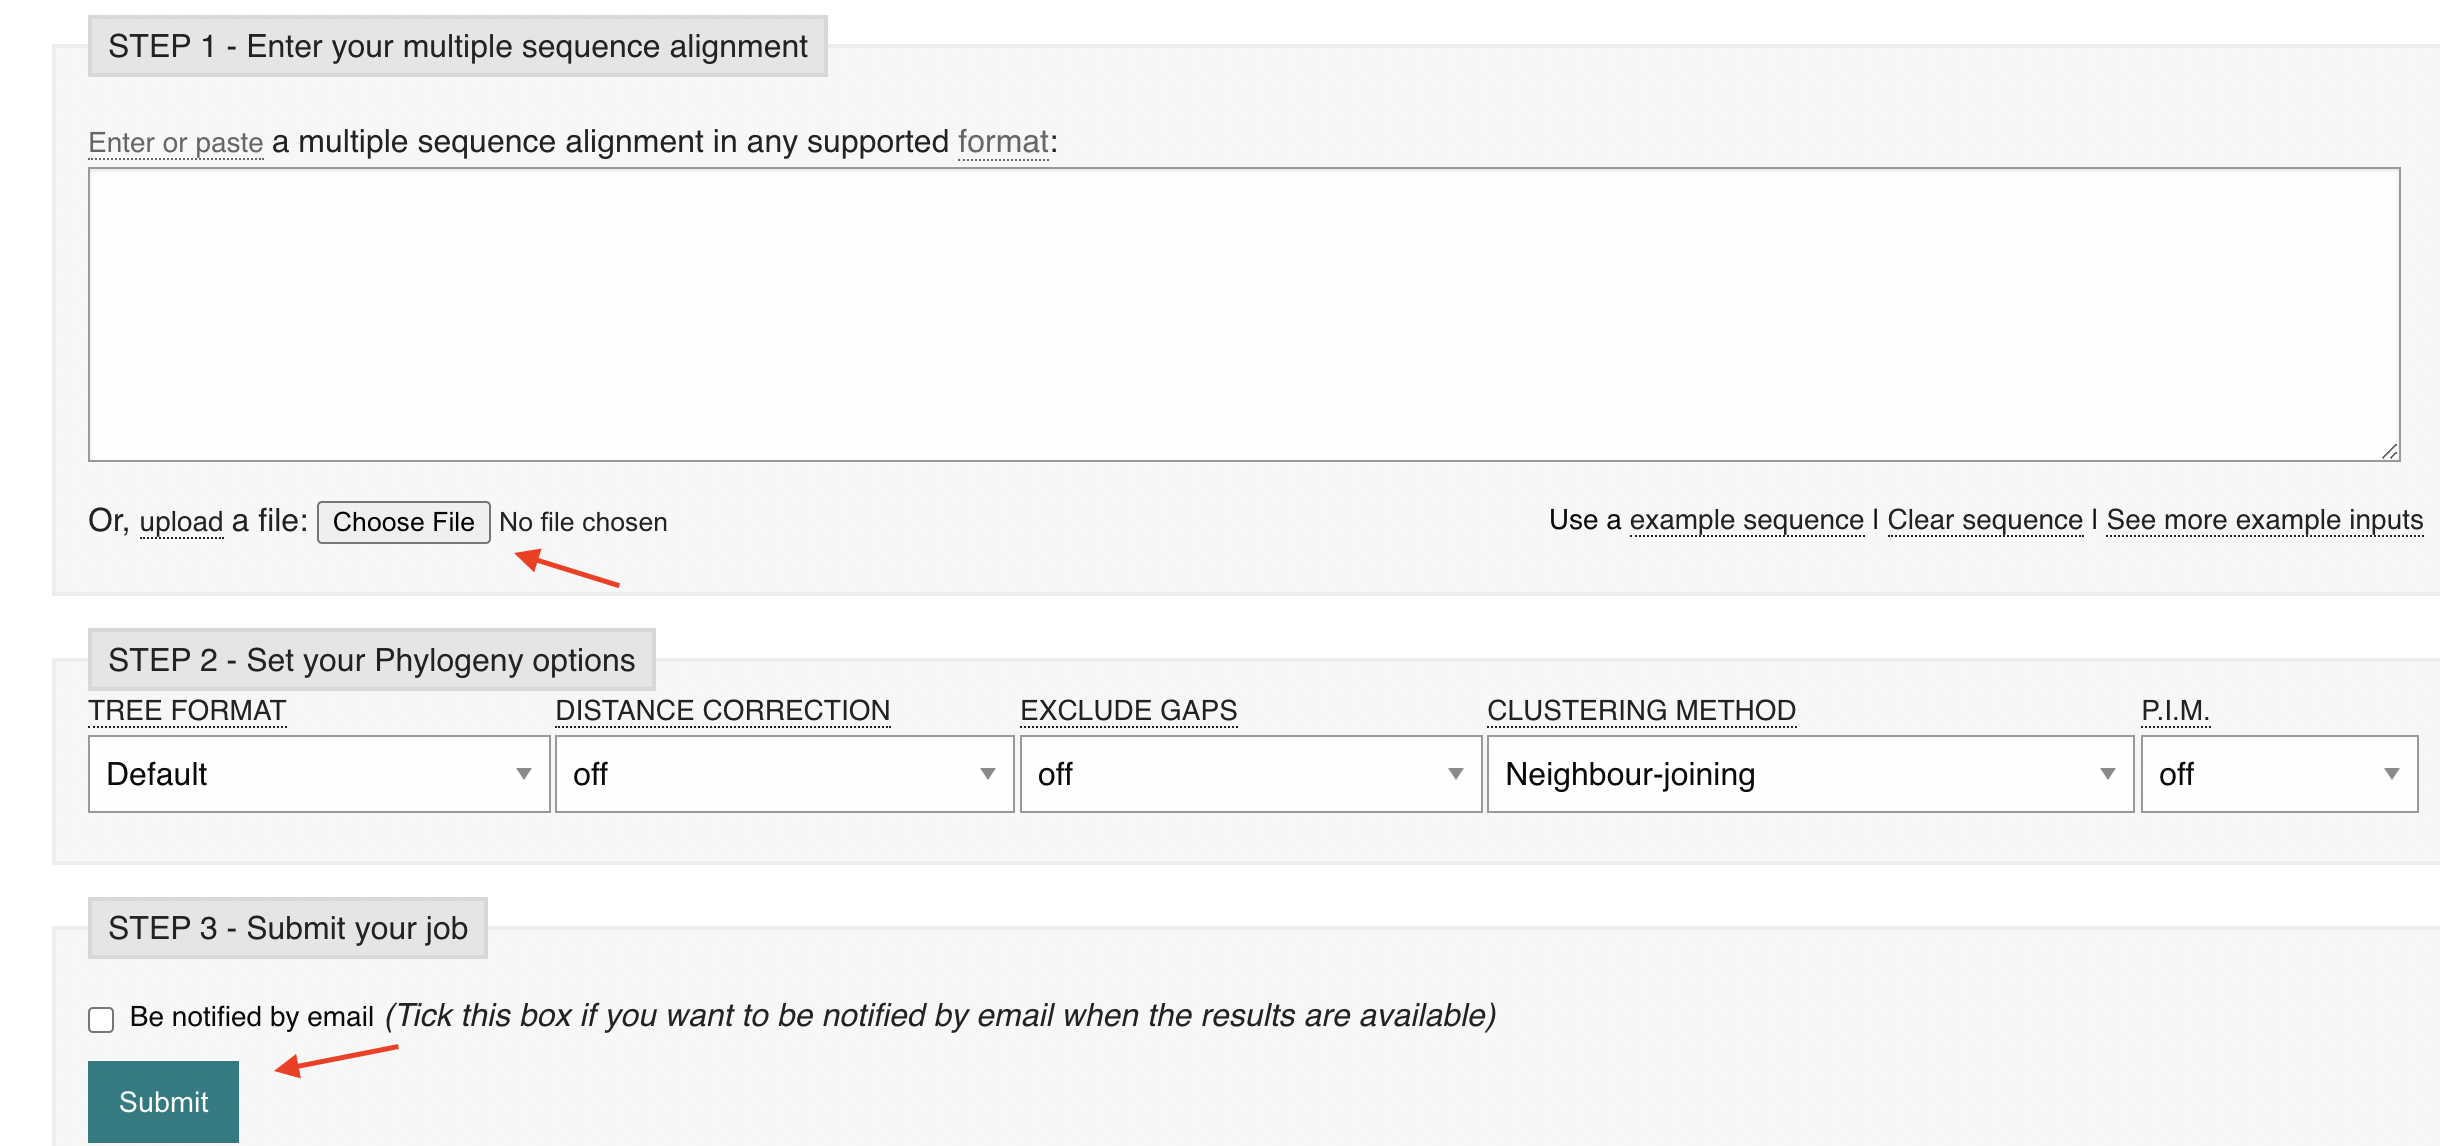 STEP 1 - Enter your multiple sequence alignment
Enter or paste a multiple sequence alignment in any supported format:
Or, upload a file: Choose File No file chosen
Use a example sequence | Clear sequence | See more example inputs
STEP 2 - Set your Phylogeny options
TREE FORMAT DISTANCE CORRECTION EXCLUDE GAPS CLUSTERING METHOD P.I.M.
Default off off Neighbour-joining off
STEP 3 - Submit your job
Be notified by email (Tick this box if you want to be notified by email when the results are available)
Submit